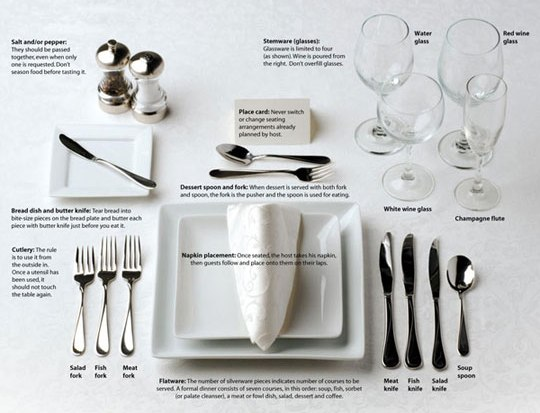 Salt and/or pepper:
They should be passed
together, even when only
one is requested. Don't
season food before tasting it.
Stemware (glasses):
Glassware is limited to four
(as shown). Wine is poured from
the right. Don't overfill glasses.
Water
glass
Red wine
glass
Place card: Never switch
or change seating
arrangements already
planned by host.
Dessert spoon and fork: When dessert is served with both fork
and spoon, the fork is the pusher and the spoon is used for eating.
White wine glass
Champagne flute
Bread dish and butter knife: Tear bread into
bite-size pieces on the bread plate and butter each
piece with butter knife just before you eat it.
Cutlery: The rule
is to use it from
the outside in.
Once a utensil has
been used, it
should not touch
the table again.
Napkin placement: Once seated, the host takes his napkin,
then guests follow and place onto them on their laps.
Salad
fork
Fish
fork
Meat
fork
Meat
knife
Fish
knife
Salad
knife
Soup
spoon
Flatware: The number of silverware pieces indicates number of courses to be
served. A formal dinner consists of seven courses, in this order: soup, fish, sorbet
(or palate cleanser), a meat or fowl dish, salad, dessert and coffee.